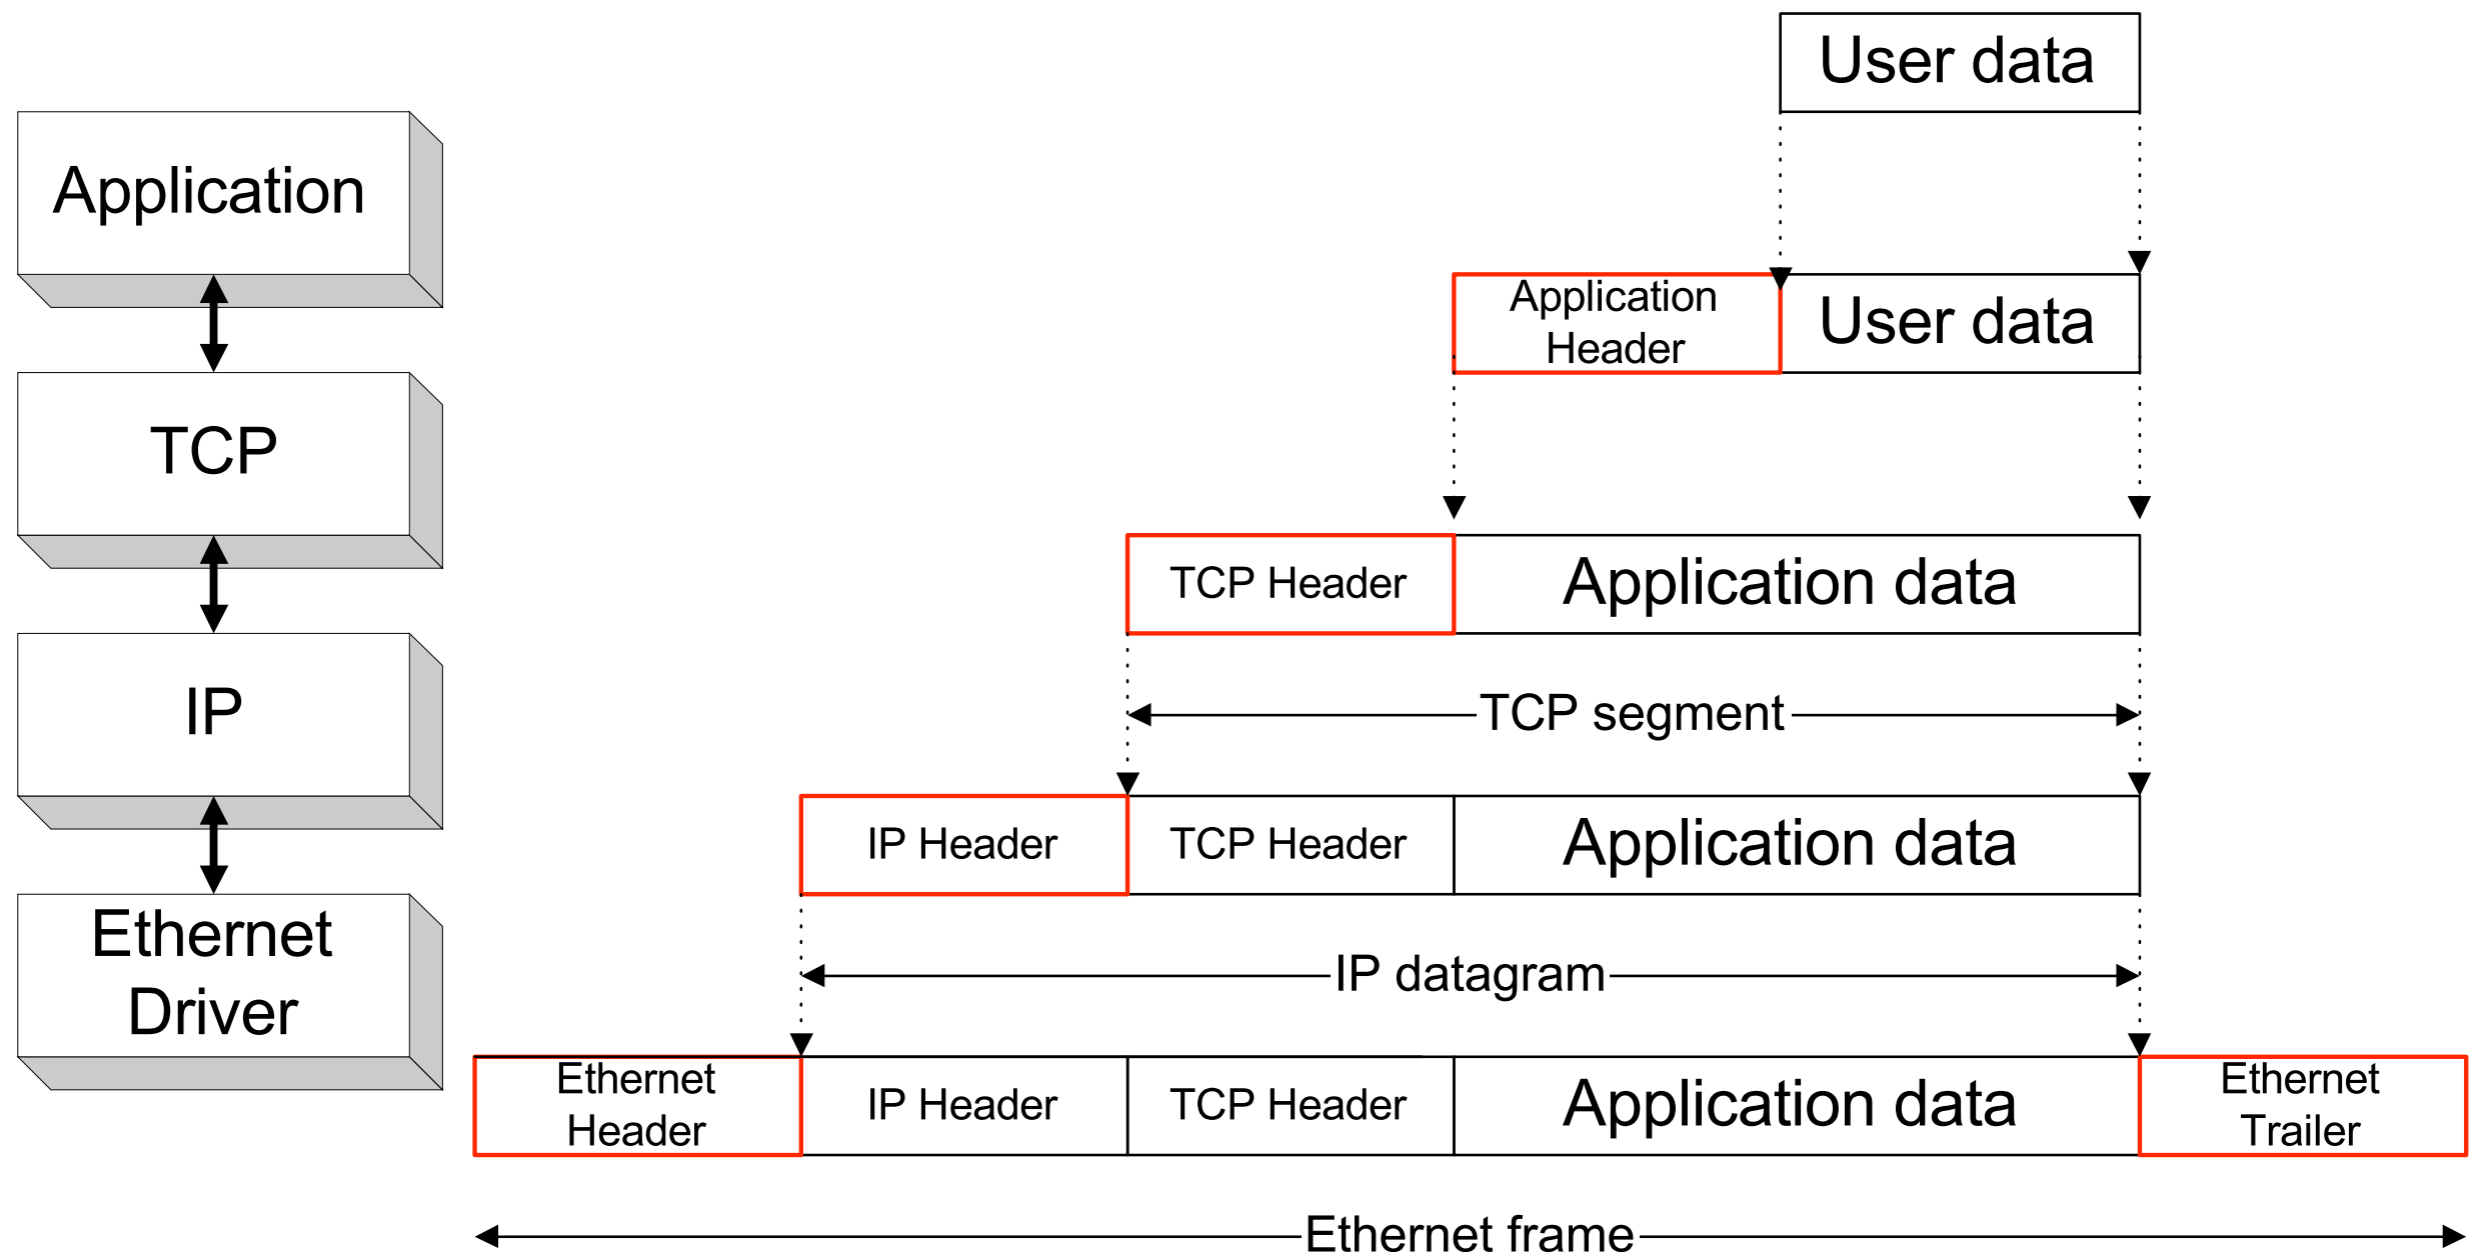 User data
Application
Application
Header
User data
TCP
TCP Header
Application data
IP
TCP segment
IP Header
TCP Header
Application data
Ethernet
Driver
IP datagram
Ethernet
Header
IP Header
TCP Header
Application data
Ethernet
Trailer
Ethernet frame